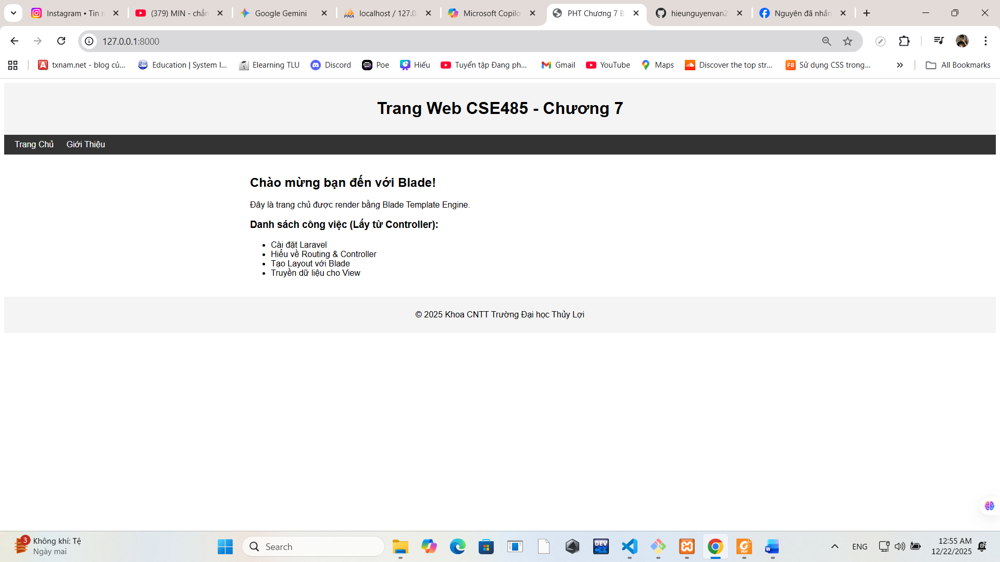 Instagram • Tin n
(379) MIN - chẳn
Google Gemini
localhost / 127.0.
Microsoft Copilo
PHT Chương 7 B
hieunguyenvan2
Nguyên đã nhắn
127.0.0.1:8000
txnam.net - blog củ...
Education | System I...
Elearning TLU
Discord
Poe
Hiếu
Tuyển tập Đang ph...
Gmail
YouTube
Maps
Discover the top str...
F8
Sử dụng CSS trong...
All Bookmarks
Trang Web CSE485 - Chương 7
Trang Chủ
Giới Thiệu
Chào mừng bạn đến với Blade!
Đây là trang chủ được render bằng Blade Template Engine.
Danh sách công việc (Lấy từ Controller):
• Cài đặt Laravel
• Hiểu về Routing & Controller
• Tạo Layout với Blade
• Truyền dữ liệu cho View
© 2025 Khoa CNTT Trường Đại học Thủy Lợi
3
Không khí: Tệ
Ngày mai
Search
DEV
C++
PDF
W
ENG
12:55 AM
12/22/2025